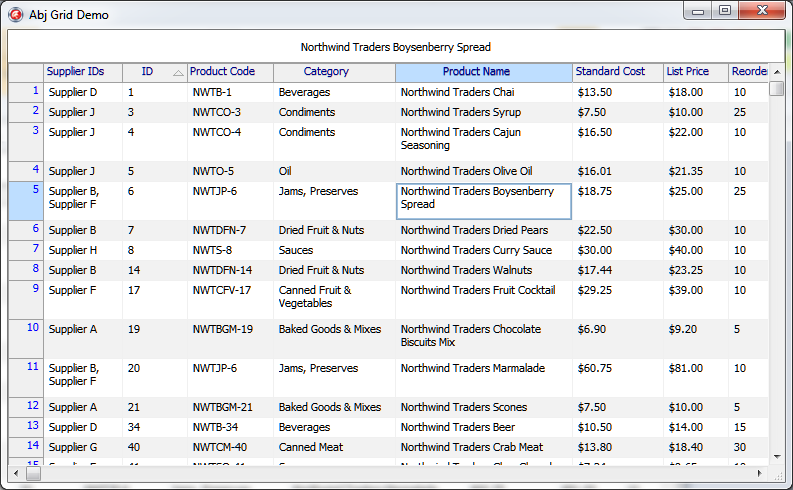 Abj Grid Demo
Northwind Traders Boysenberry Spread
Supplier IDs ID Product Code Category Product Name Standard Cost List Price Reorder
1 Supplier D 1 NWTB-1 Beverages Northwind Traders Chai $13.50 $18.00 10
2 Supplier J 3 NWTCO-3 Condiments Northwind Traders Syrup $7.50 $10.00 25
3 Supplier J 4 NWTCO-4 Condiments Northwind Traders Cajun $16.50 $22.00 10
Seasoning
4 Supplier J 5 NWTO-5 Oil Northwind Traders Olive Oil $16.01 $21.35 10
5 Supplier B, 6 NWTJP-6 Jams, Preserves Northwind Traders Boysenberry $18.75 $25.00 25
Supplier F Spread
6 Supplier B 7 NWTDFN-7 Dried Fruit & Nuts Northwind Traders Dried Pears $22.50 $30.00 10
7 Supplier H 8 NWTS-8 Sauces Northwind Traders Curry Sauce $30.00 $40.00 10
8 Supplier B 14 NWTDFN-14 Dried Fruit & Nuts Northwind Traders Walnuts $17.44 $23.25 10
9 Supplier F 17 NWTCFV-17 Canned Fruit & Northwind Traders Fruit Cocktail $29.25 $39.00 10
Vegetables
10 Supplier A 19 NWTBGM-19 Baked Goods & Mixes Northwind Traders Chocolate $6.90 $9.20 5
Biscuits Mix
11 Supplier B, 20 NWTJP-6 Jams, Preserves Northwind Traders Marmalade $60.75 $81.00 10
Supplier F
12 Supplier A 21 NWTBGM-21 Baked Goods & Mixes Northwind Traders Scones $7.50 $10.00 5
13 Supplier D 34 NWTB-34 Beverages Northwind Traders Beer $10.50 $14.00 15
14 Supplier G 40 NWTCM-40 Canned Meat Northwind Traders Crab Meat $13.80 $18.40 30